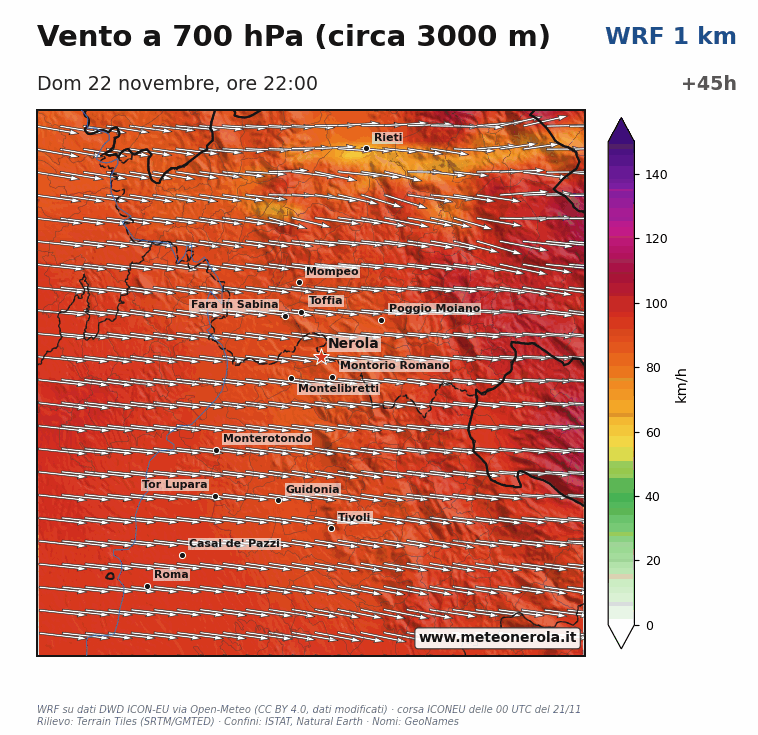 Vento a 700 hPa (circa 3000 m)
WRF 1 km
Dom 22 novembre, ore 22:00
+45h
Rieti
Mompeo
Fara in Sabina
Toffia
Poggio Moiano
Nerola
Montorio Romano
Montelibretti
Monterotondo
Tor Lupara
Guidonia
Tivoli
Casal de' Pazzi
Roma
www.meteonerola.it
140
120
100
80
60
40
20
0
km/h
WRF su dati DWD ICON-EU via Open-Meteo (CC BY 4.0, dati modificati) · corsa ICONEU delle 00 UTC del 21/11
Rilievo: Terrain Tiles (SRTM/GMTED) · Confini: ISTAT, Natural Earth · Nomi: GeoNames